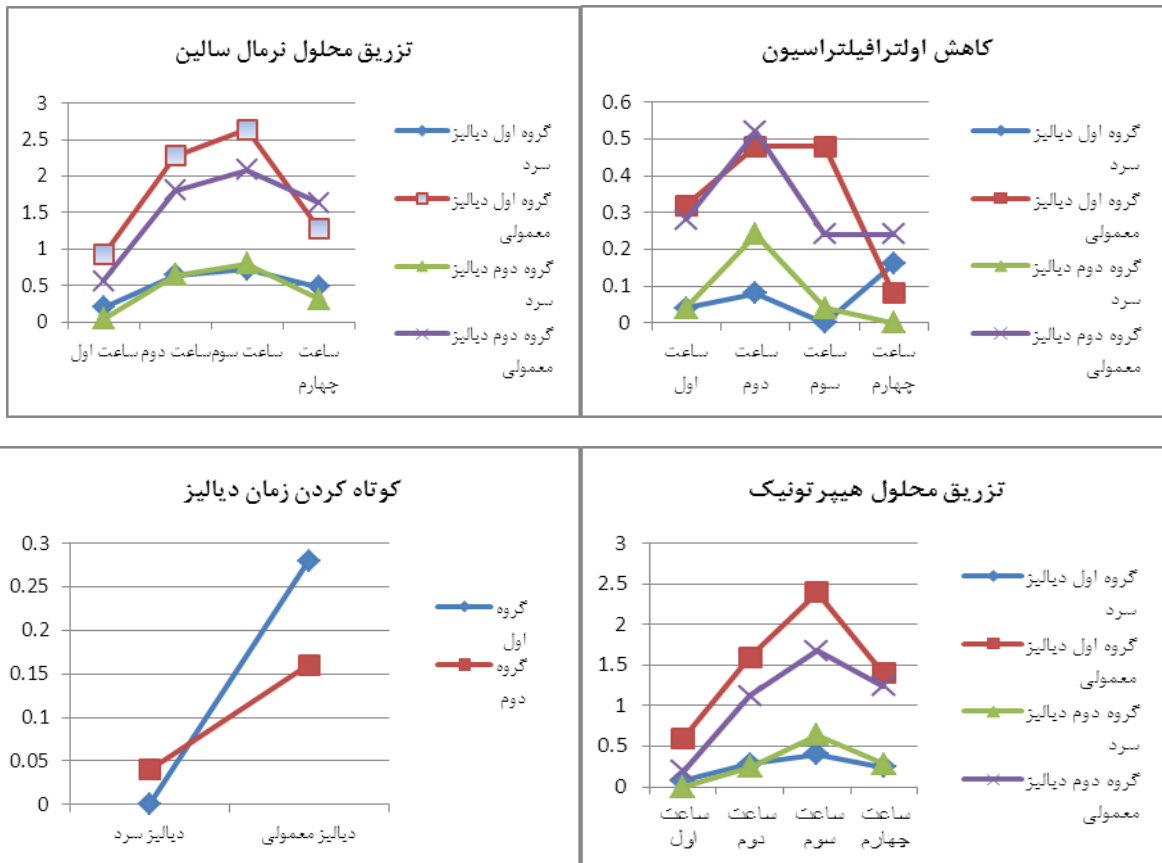 تزریق محلول نرمال سالین
3
2.5
2
1.5
1
0.5
0
ساعت اول
ساعت دوم
ساعت سوم
ساعت
چهارم
گروه اول دیالیز
سرد
گروه اول دیالیز
معمولی
گروه دوم دیالیز
سرد
گروه دوم دیالیز
معمولی
کاهش اولترافیلتراسیون
0.6
0.5
0.4
0.3
0.2
0.1
0
ساعت
اول
ساعت
دوم
ساعت
سوم
ساعت
چهارم
گروه اول دیالیز
سرد
گروه اول دیالیز
معمولی
گروه دوم دیالیز
سرد
گروه دوم دیالیز
معمولی
کوتاه کردن زمان دیالیز
0.3
0.25
0.2
0.15
0.1
0.05
0
دیالیز سرد
دیالیز معمولی
گروه
اول
گروه
دوم
تزریق محلول هیپرتونیک
3
2.5
2
1.5
1
0.5
0
ساعت
اول
ساعت
دوم
ساعت
سوم
ساعت
چهارم
گروه اول دیالیز
سرد
گروه اول دیالیز
معمولی
گروه دوم دیالیز
سرد
گروه دوم دیالیز
معمولی